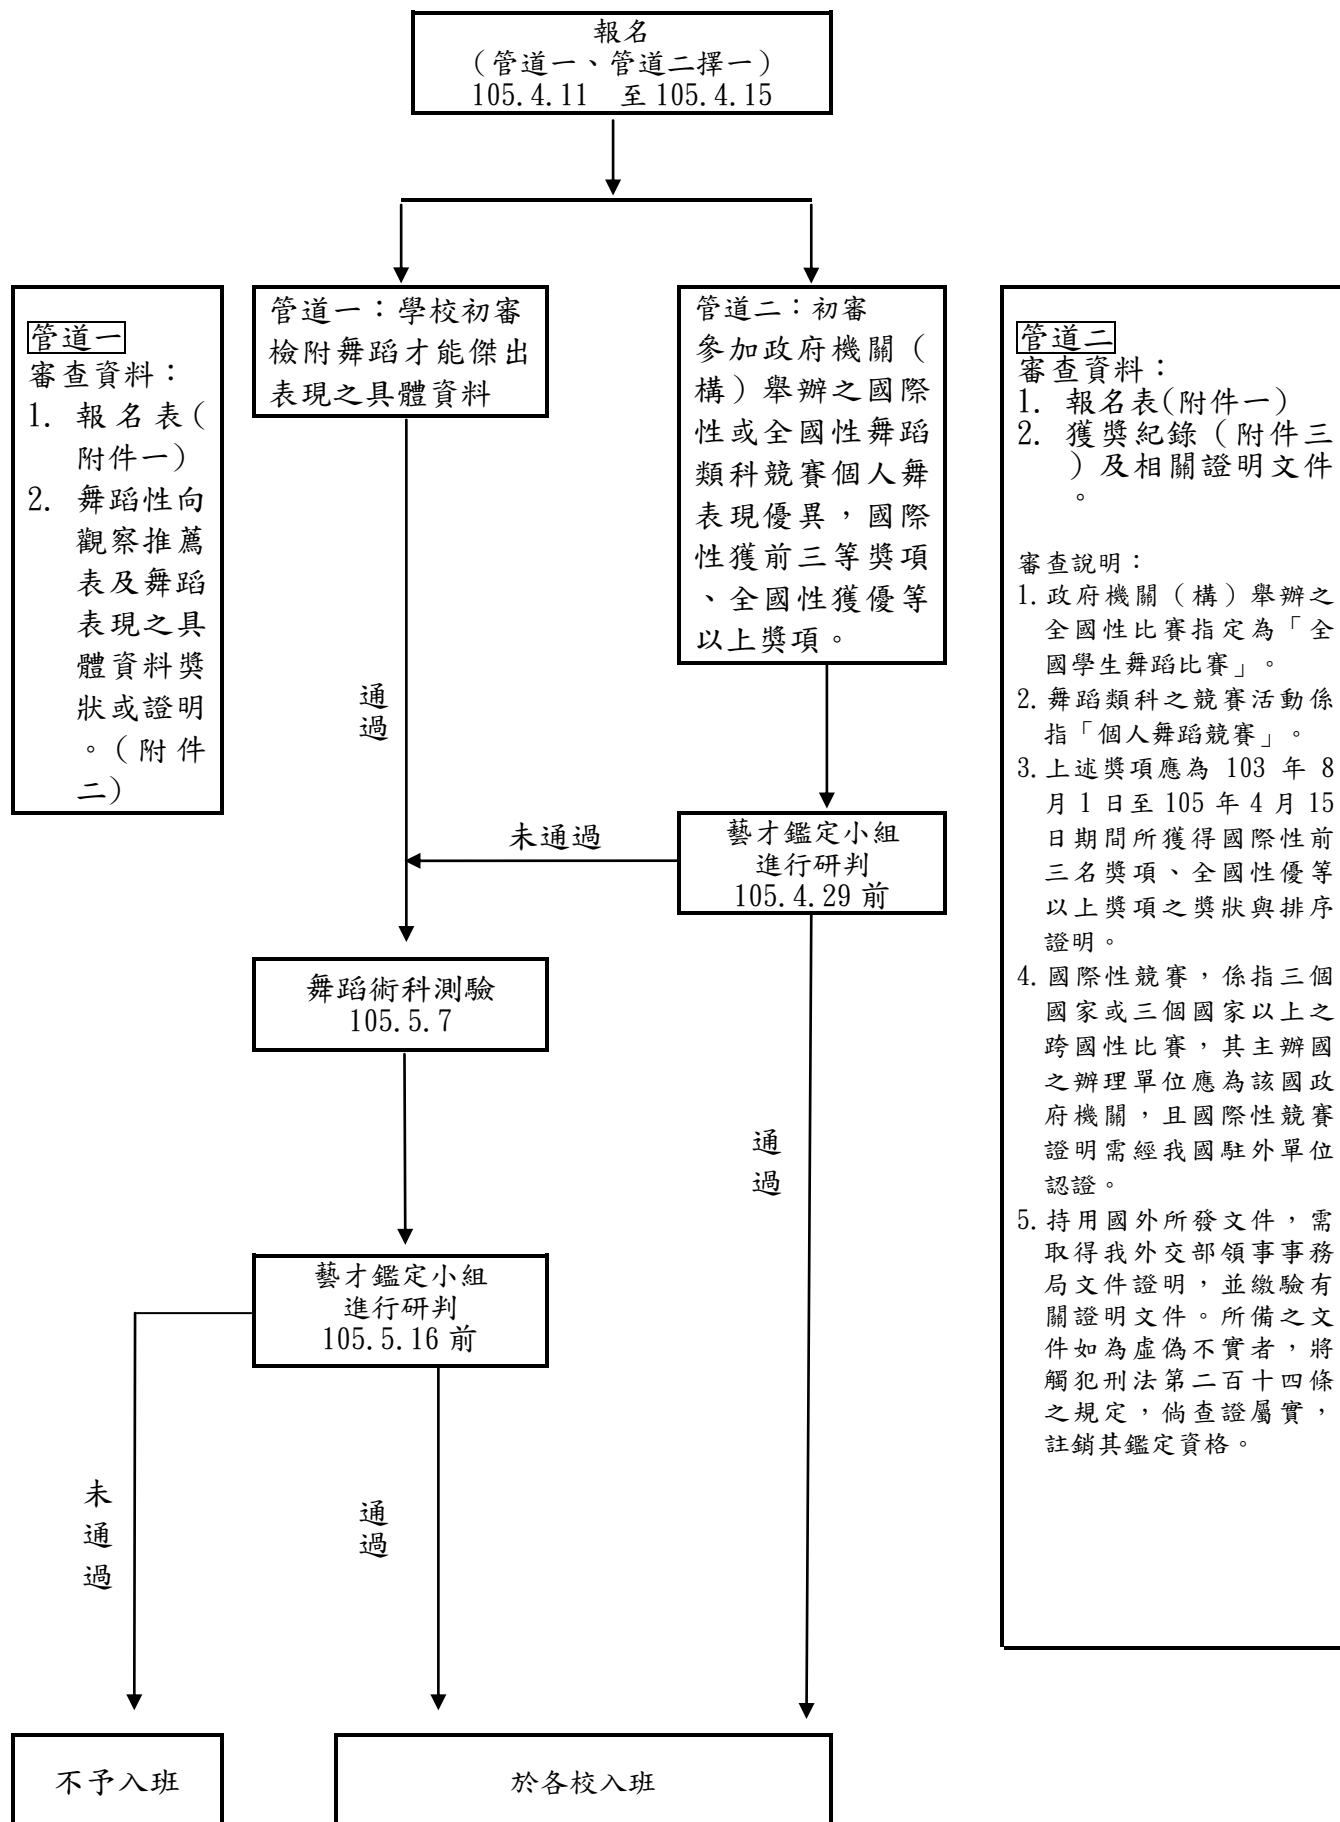 報名
（管道一、管道二擇一）
105.4.11　至105.4.15
管道一
審查資料：
1. 報名表(
附件一)
2. 舞蹈性向
觀察推薦
表及舞蹈
表現之具
體資料獎
狀或證明
。(附件
二)
管道一：學校初審
檢附舞蹈才能傑出
表現之具體資料
管道二：初審
參加政府機關（
構）舉辦之國際
性或全國性舞蹈
類科競賽個人舞
表現優異，國際
性獲前三等獎項
、全國性獲優等
以上獎項。
管道二
審查資料：
1. 報名表(附件一)
2. 獲獎紀錄（附件三
）及相關證明文件
。
審查說明：
1.政府機關（構）舉辦之
全國性比賽指定為「全
國學生舞蹈比賽」。
2.舞蹈類科之競賽活動係
指「個人舞蹈競賽」。
3.上述獎項應為 103 年 8
月 1 日至 105 年 4 月 15
日期間所獲得國際性前
三名獎項、全國性優等
以上獎項之獎狀與排序
證明。
4.國際性競賽，係指三個
國家或三個國家以上之
跨國性比賽，其主辦國
之辦理單位應為該國政
府機關，且國際性競賽
證明需經我國駐外單位
認證。
5.持用國外所發文件，需
取得我外交部領事事務
局文件證明，並繳驗有
關證明文件。所備之文
件如為虛偽不實者，將
觸犯刑法第二百十四條
之規定，倘查證屬實，
註銷其鑑定資格。
通
過
未通過
藝才鑑定小組
進行研判
105.4.29 前
舞蹈術科測驗
105.5.7
通
過
藝才鑑定小組
進行研判
105.5.16 前
未
通
過
通
過
不予入班
於各校入班